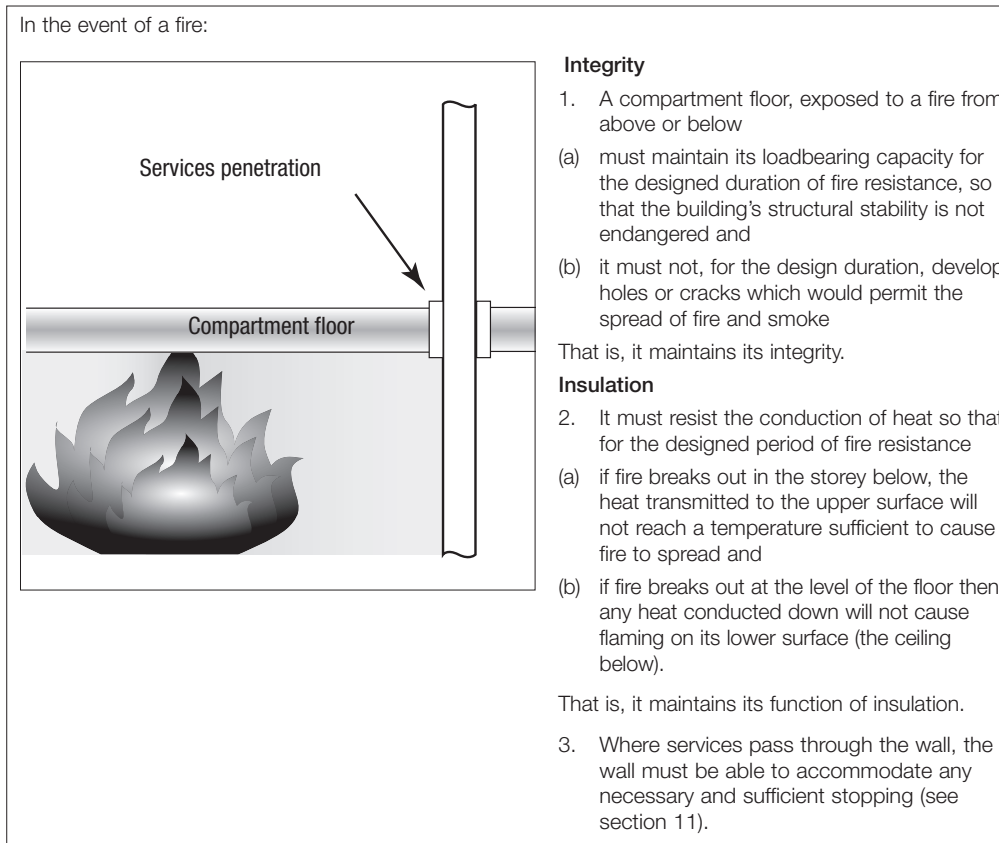 In the event of a fire:
Services penetration
Compartment floor
Integrity
1. A compartment floor, exposed to a fire from
above or below
(a) must maintain its loadbearing capacity for
the designed duration of fire resistance, so
that the building's structural stability is not
endangered and
(b) it must not, for the design duration, develop
holes or cracks which would permit the
spread of fire and smoke
That is, it maintains its integrity.
Insulation
2. It must resist the conduction of heat so that
for the designed period of fire resistance
(a) if fire breaks out in the storey below, the
heat transmitted to the upper surface will
not reach a temperature sufficient to cause
fire to spread and
(b) if fire breaks out at the level of the floor then
any heat conducted down will not cause
flaming on its lower surface (the ceiling
below).
That is, it maintains its function of insulation.
3. Where services pass through the wall, the
wall must be able to accommodate any
necessary and sufficient stopping (see
section 11).